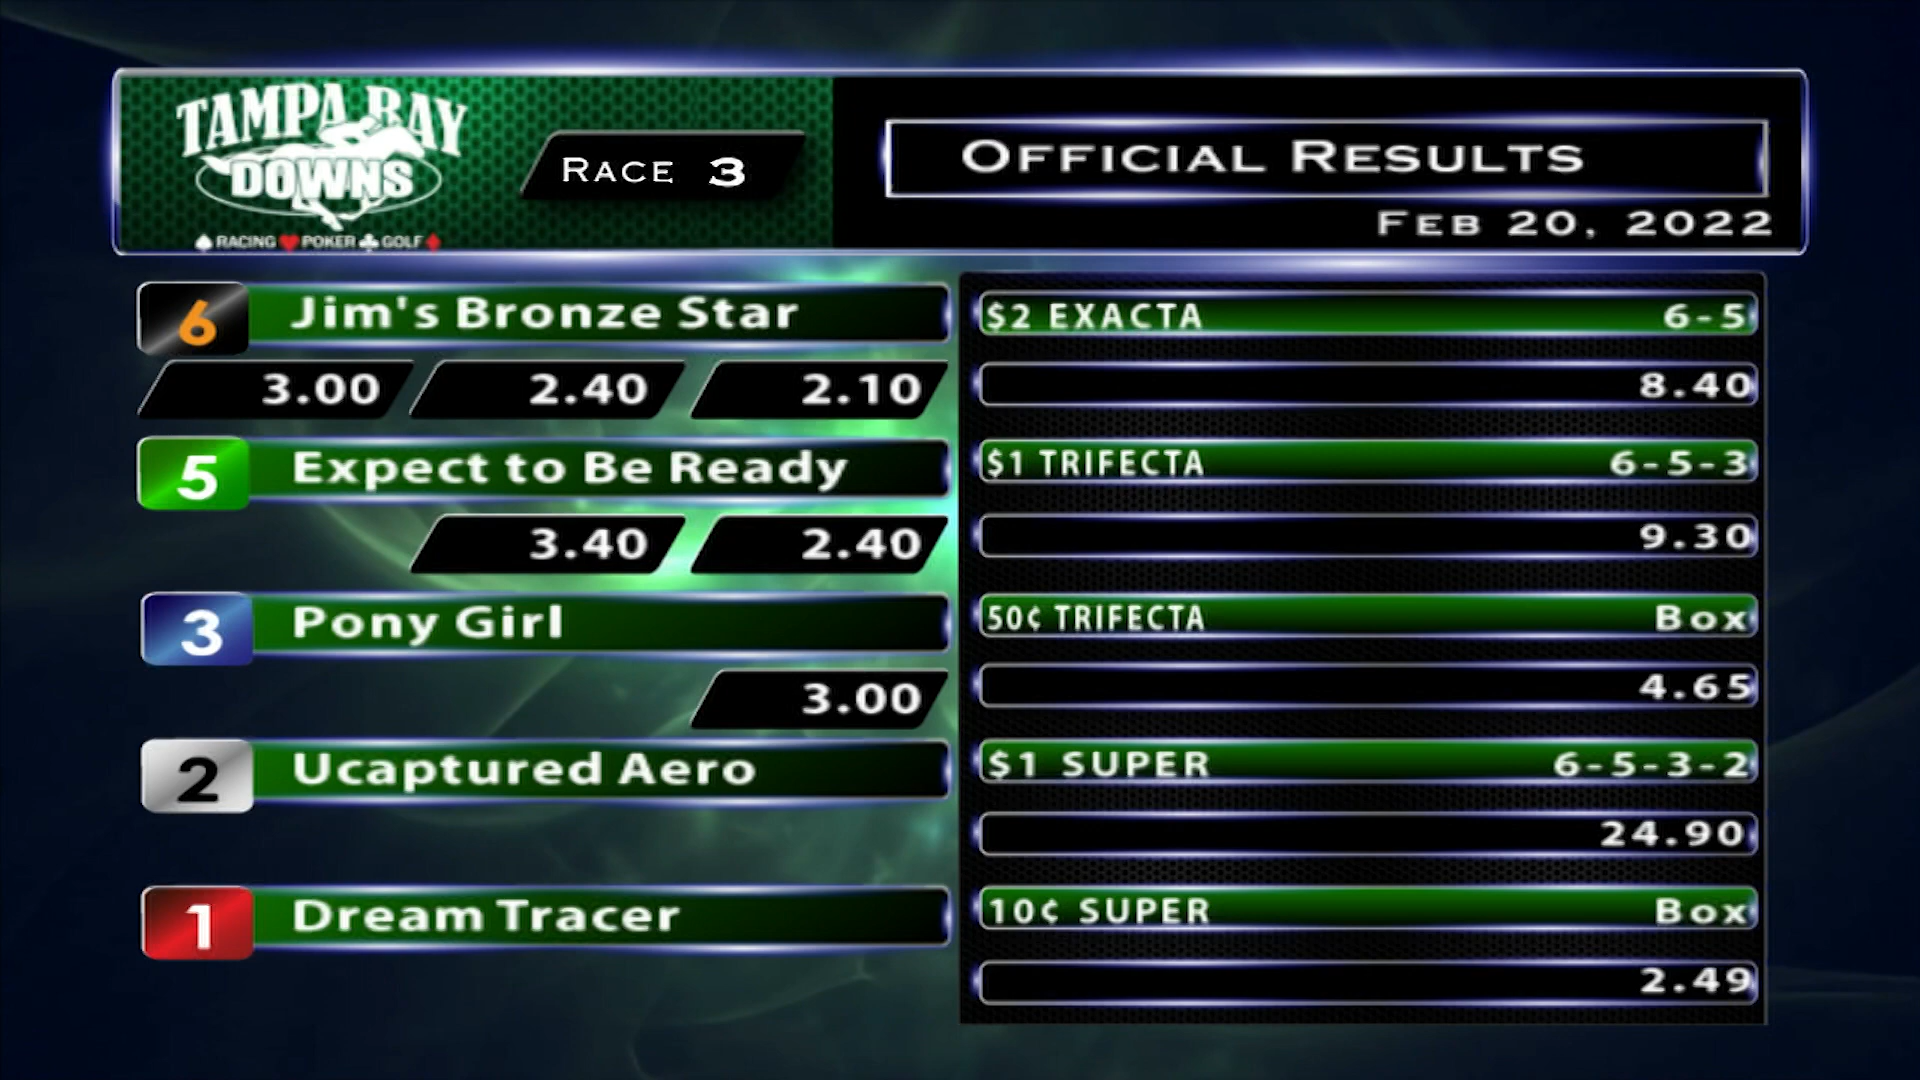 TAMPA BAY
DOWNS
RACING POKER GOLF
RACE 3
OFFICIAL RESULTS
FEB 20, 2022
6 Jim's Bronze Star
3.00 2.40 2.10
5 Expect to Be Ready
3.40 2.40
3 Pony Girl
3.00
2 Ucaptured Aero
1 Dream Tracer
$2 EXACTA 6-5
8.40
$1 TRIFECTA 6-5-3
9.30
50¢ TRIFECTA Box
4.65
$1 SUPER 6-5-3-2
24.90
10¢ SUPER Box
2.49